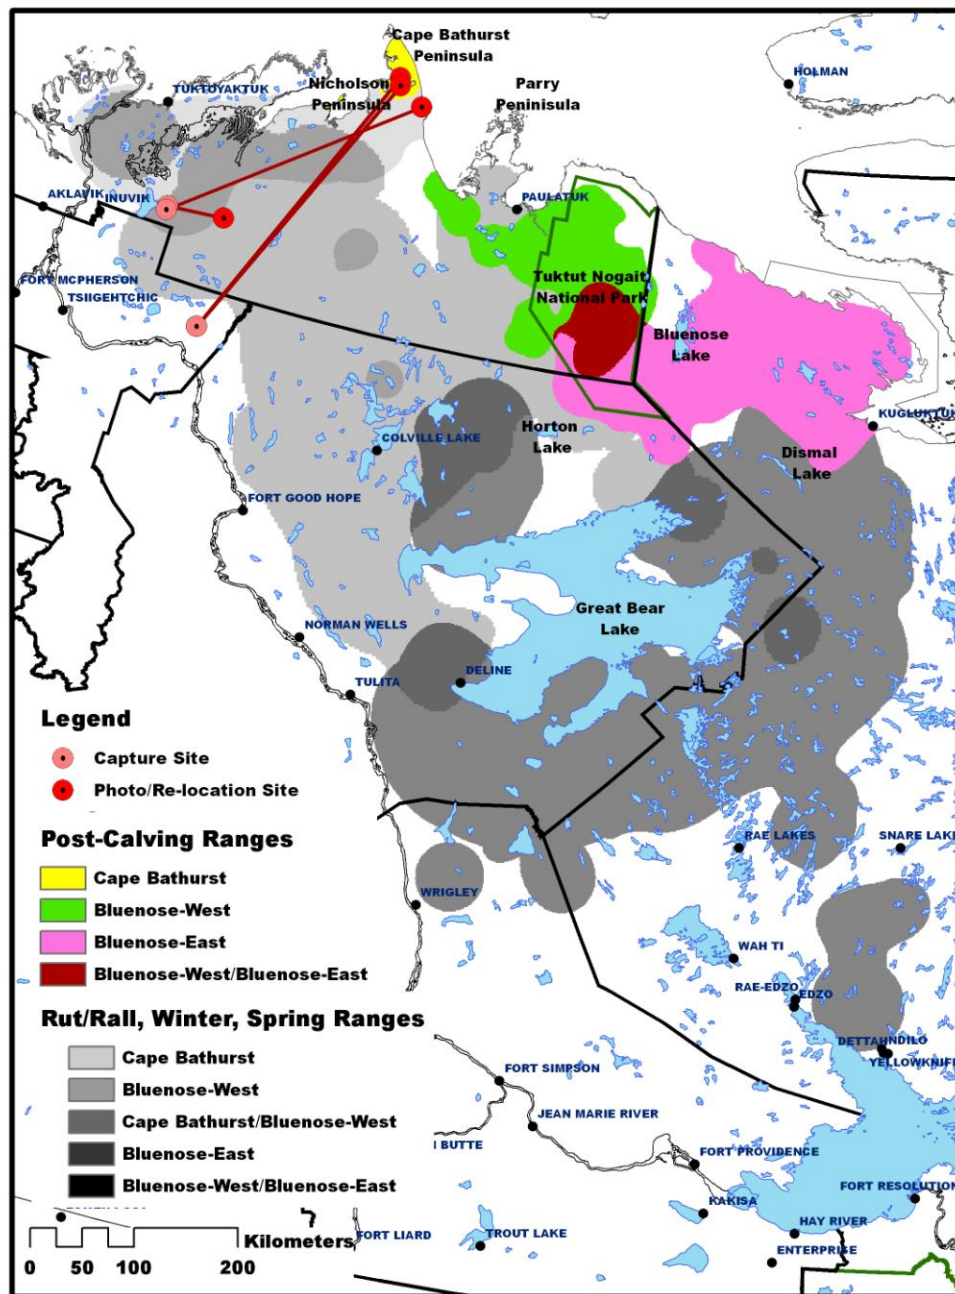 Cape Bathurst
Peninsula
HOLMAN
Nicholson
Peninsula
TUKTOYAKTUK
Parry
Peninisula
AKLAVIK
INUVIK
PAULATUK
FORT MCPHERSON
TSIIGEHTCHIC
Tuktut Nogait
National Park
Bluenose
Lake
KUGLUKTUK
Horton
Lake
Dismal
Lake
COLVILLE LAKE
FORT GOOD HOPE
Great Bear
Lake
NORMAN WELLS
DELINE
TULITA
Legend
Capture Site
Photo/Re-location Site
Post-Calving Ranges
Cape Bathurst
Bluenose-West
Bluenose-East
Bluenose-West/Bluenose-East
RAE LAKES
SNARE LAKE
WRIGLEY
WAH TI
RAE-EDZO
EDZO
DETTAH
NDILO
YELLOWKNIFE
Rut/Rall, Winter, Spring Ranges
Cape Bathurst
Bluenose-West
Cape Bathurst/Bluenose-West
Bluenose-East
Bluenose-West/Bluenose-East
FORT SIMPSON
JEAN MARIE RIVER
BUTTE
FORT PROVIDENCE
KAKISA
FORT RESOLUTION
HAY RIVER
ENTERPRISE
FORT LIARD
TROUT LAKE
Kilometers
0 50 100 200